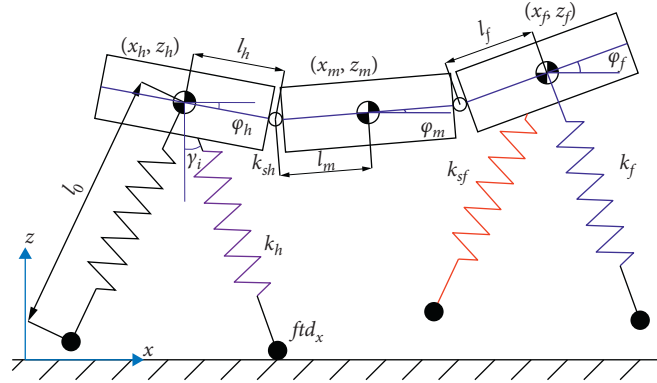 (x_f, z_f)
l_f
(x_h, z_h)
l_h
(x_m, z_m)
φ_f
φ_h
φ_m
k_sh
l_m
γ_i
k_sf
k_f
l_0
k_h
z
ftd_x
x